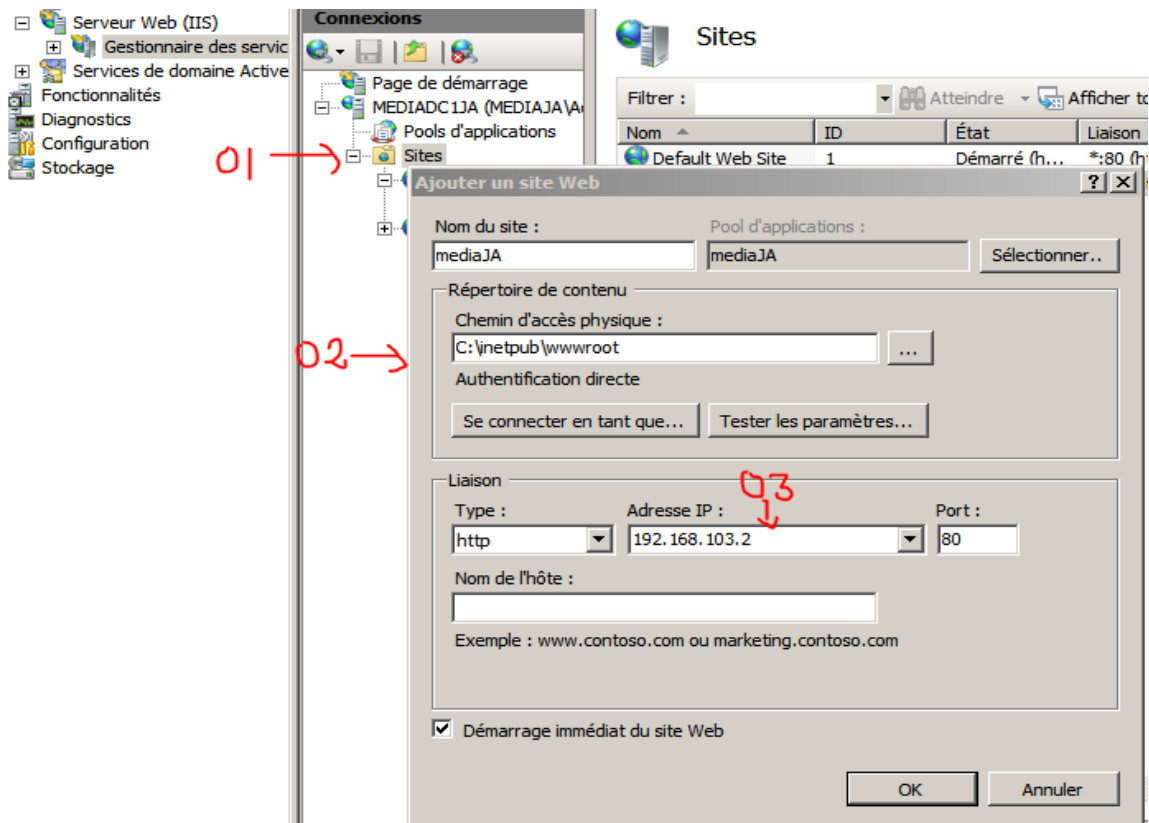 Serveur Web (IIS)
Gestionnaire des servic
Services de domaine Active
Fonctionnalités
Diagnostics
Configuration
Stockage
01
Connexions
Page de démarrage
MEDIADC1JA (MEDIAJA\A
Pools d'applications
Sites
Sites
Filtrer :
Atteindre
Afficher to
Nom
ID
État
Liaison
Default Web Site
1
Démarré (h...
*:80 (h
Ajouter un site Web
Nom du site :
Pool d'applications :
mediaJA
mediaJA
Sélectionner..
Répertoire de contenu
Chemin d'accès physique :
02
C:\inetpub\wwwroot
...
Authentification directe
Se connecter en tant que...
Tester les paramètres...
Liaison
03
Type :
Adresse IP :
Port :
http
192.168.103.2
80
Nom de l'hôte :
Exemple : www.contoso.com ou marketing.contoso.com
Démarrage immédiat du site Web
OK
Annuler